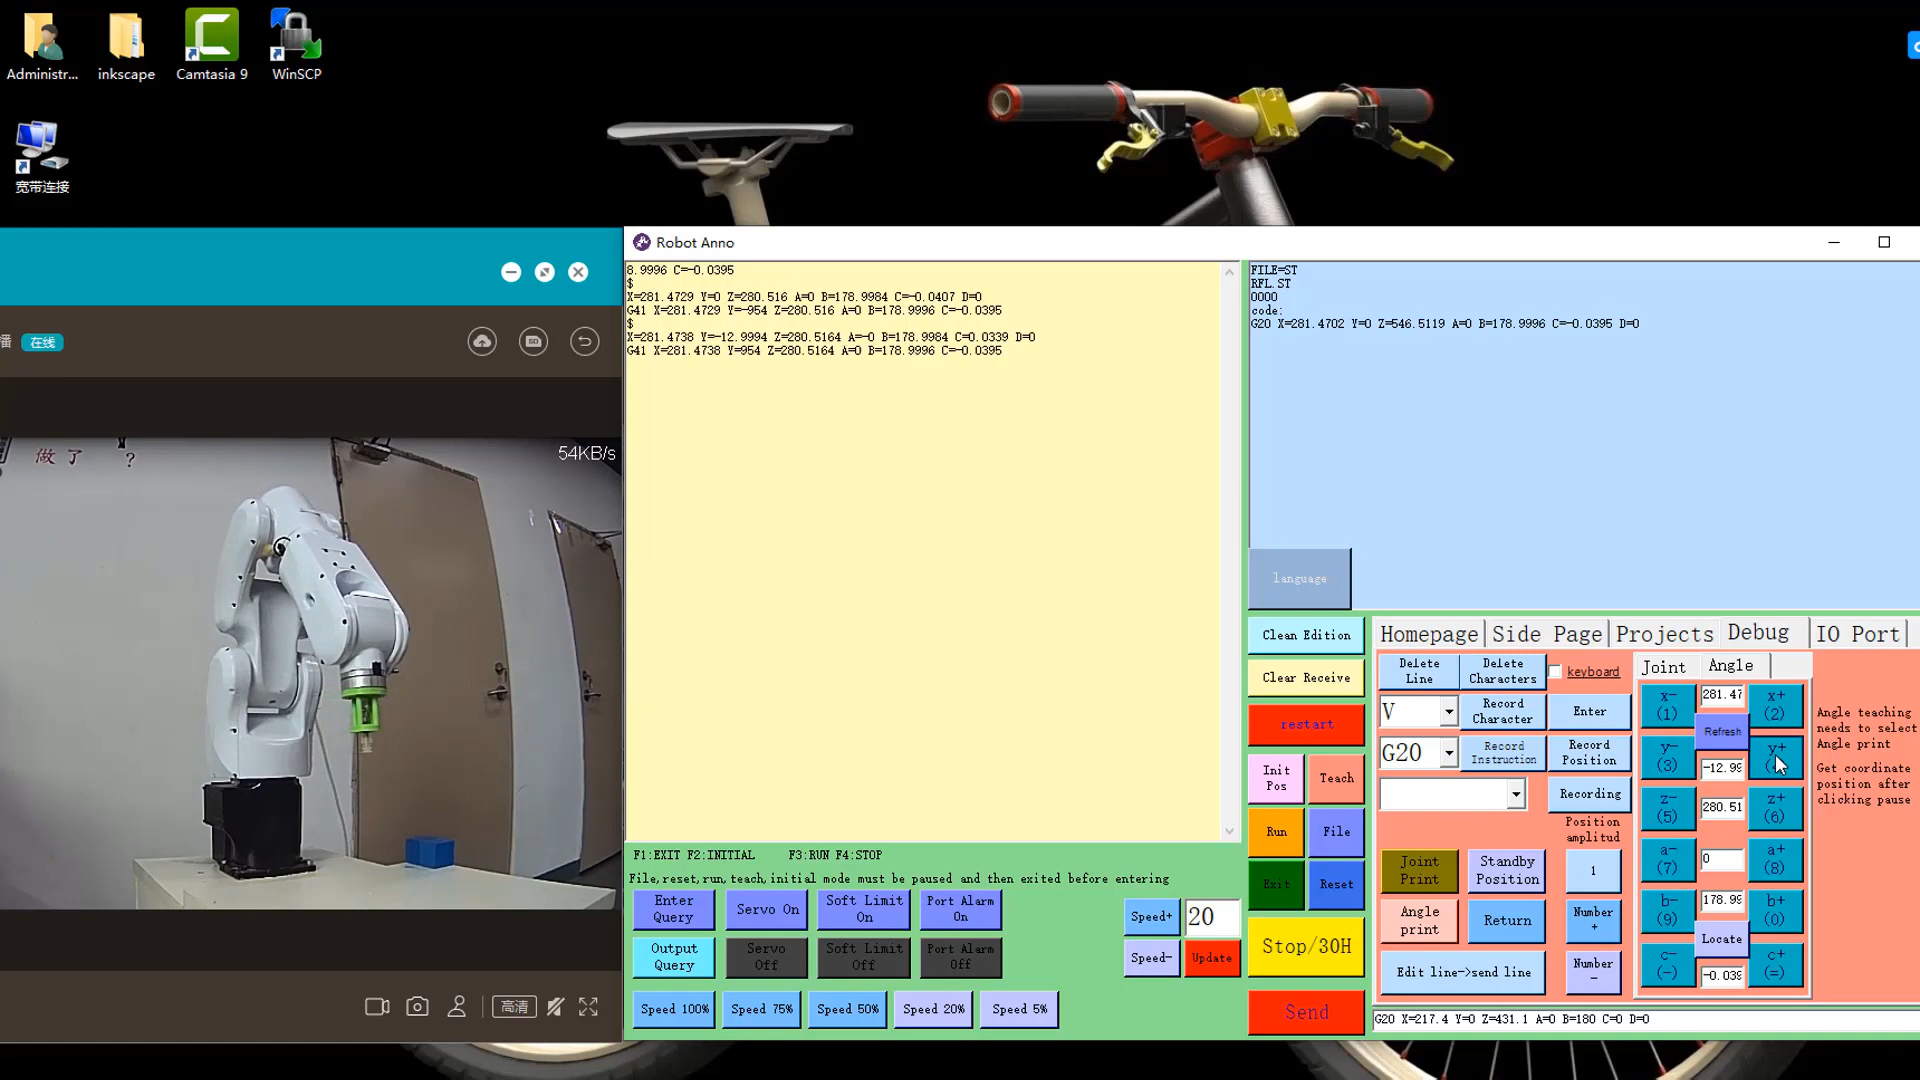 Administr...
inkscape
Camtasia 9
WinSCP
宽带连接
播
在线
做了 ?
54KB/s
高清
Robot Anno
8.9996 C=-0.0395
$
X=281.4729 Y=0 Z=280.516 A=0 B=178.9984 C=-0.0407 D=0
G41 X=281.4729 Y=-954 Z=280.516 A=0 B=178.9996 C=-0.0395
$
X=281.4738 Y=-12.9994 Z=280.5164 A=-0 B=178.9984 C=0.0339 D=0
G41 X=281.4738 Y=954 Z=280.5164 A=0 B=178.9996 C=-0.0395
FILE=ST
RFL.ST
0000
code:
G20 X=281.4702 Y=0 Z=546.5119 A=0 B=178.9996 C=-0.0395 D=0
language
F1:EXIT F2:INITIAL F3:RUN F4:STOP
File,reset,run,teach,initial mode must be paused and then exited before entering
Enter Query
Servo On
Soft Limit On
Port Alarm On
Output Query
Servo Off
Soft Limit Off
Port Alarm Off
Speed 100%
Speed 75%
Speed 50%
Speed 20%
Speed 5%
Speed+
20
Speed-
Update
Clean Edition
Clear Receive
restart
Init Pos
Teach
Run
File
Exit
Reset
Stop/30H
Send
Homepage
Side Page
Projects
Debug
IO Port
Delete Line
Delete Characters
keyboard
V
Record Character
Enter
G20
Record Instruction
Record Position
Recording
Position amplitud
Joint Print
Standby Position
1
Angle print
Return
Number +
Edit line->send line
Number -
Joint
Angle
x- (1)
281.47
x+ (2)
Refresh
y- (3)
-12.99
y+
z- (5)
280.51
z+ (6)
a- (7)
0
a+ (8)
b- (9)
178.99
b+ (0)
Locate
c- (-)
-0.039
c+ (=)
Angle teaching
needs to select
Angle print
Get coordinate
position after
clicking pause
G20 X=217.4 Y=0 Z=431.1 A=0 B=180 C=0 D=0